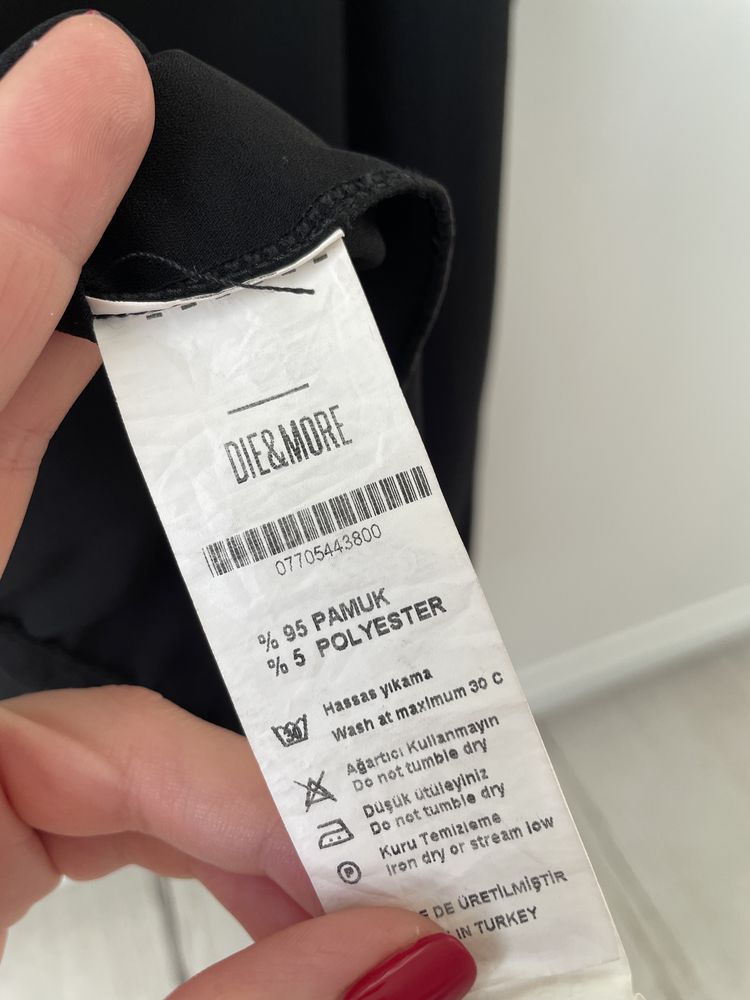 DIE&MORE
07705443800
% 95 PAMUK
% 5 POLYESTER
30
Hassas yıkama
Wash at maximum 30 C
Ağartıcı Kullanmayın
Do not tumble dry
Düşük ütüleyiniz
Do not tumble dry
P
Kuru Temizleme
Iron dry or stream low
DE ÜRETİLMİŞTİR
IN TURKEY